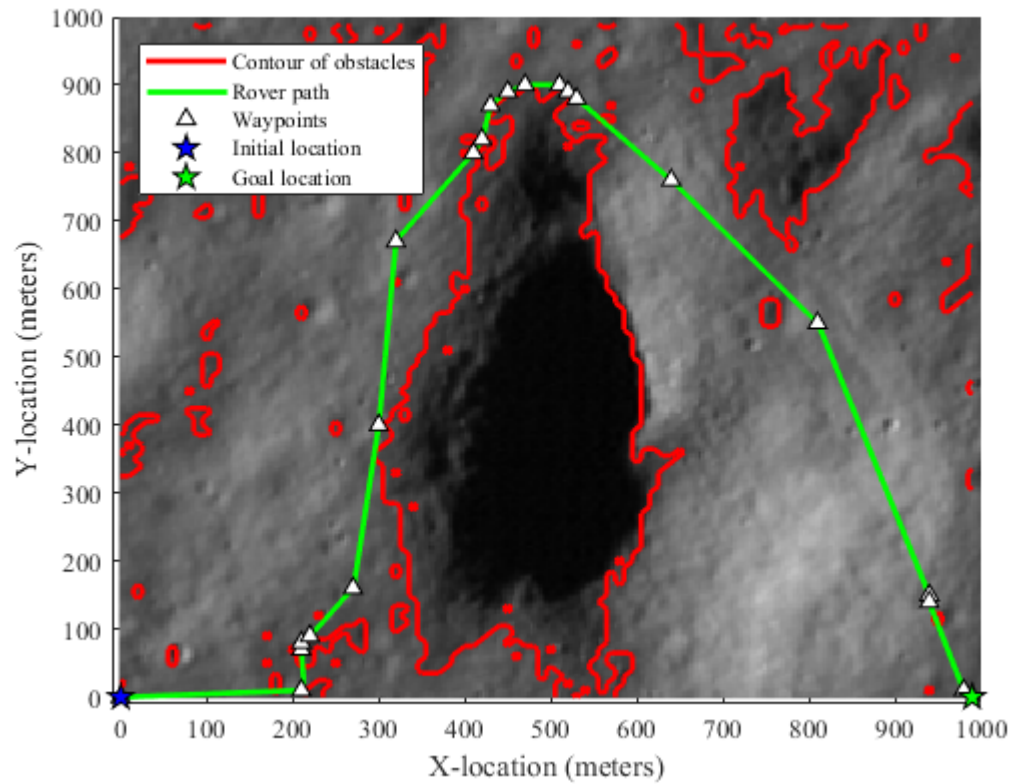 1000
900
800
700
600
500
400
300
200
100
0
Y-location (meters)
Contour of obstacles
Rover path
Waypoints
Initial location
Goal location
0 100 200 300 400 500 600 700 800 900 1000
X-location (meters)